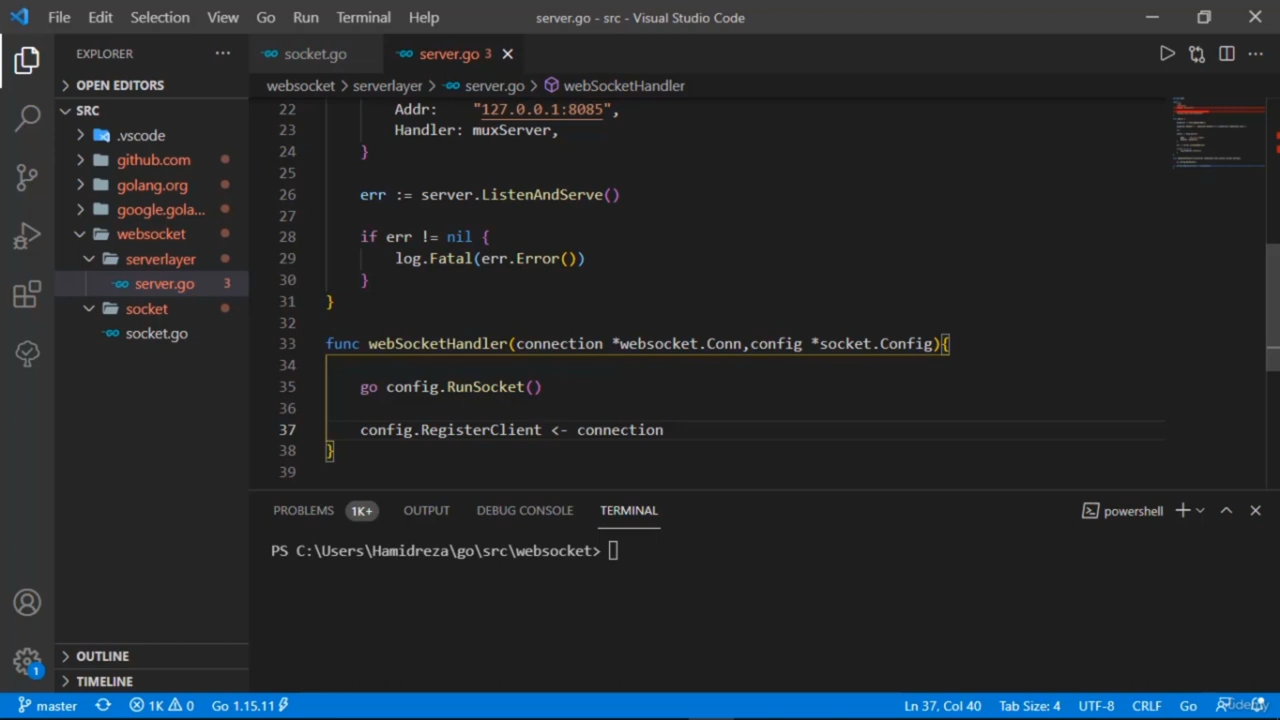 File Edit Selection View Go Run Terminal Help server.go - src - Visual Studio Code
EXPLORER ··· socket.go server.go 3
OPEN EDITORS
SRC
.vscode
github.com
golang.org
google.gola...
websocket
serverlayer
server.go 3
socket
socket.go
OUTLINE
TIMELINE
websocket > serverlayer > server.go > webSocketHandler
22 Addr: "127.0.0.1:8085",
23 Handler: muxServer,
24 }
25
26 err := server.ListenAndServe()
27
28 if err != nil {
29 log.Fatal(err.Error())
30 }
31 }
32
33 func webSocketHandler(connection *websocket.Conn,config *socket.Config){
34
35 go config.RunSocket()
36
37 config.RegisterClient <- connection
38 }
39
PROBLEMS 1K+ OUTPUT DEBUG CONSOLE TERMINAL powershell
PS C:\Users\Hamidreza\go\src\websocket>
1
master 1K 0 Go 1.15.11 Ln 37, Col 40 Tab Size: 4 UTF-8 CRLF Go